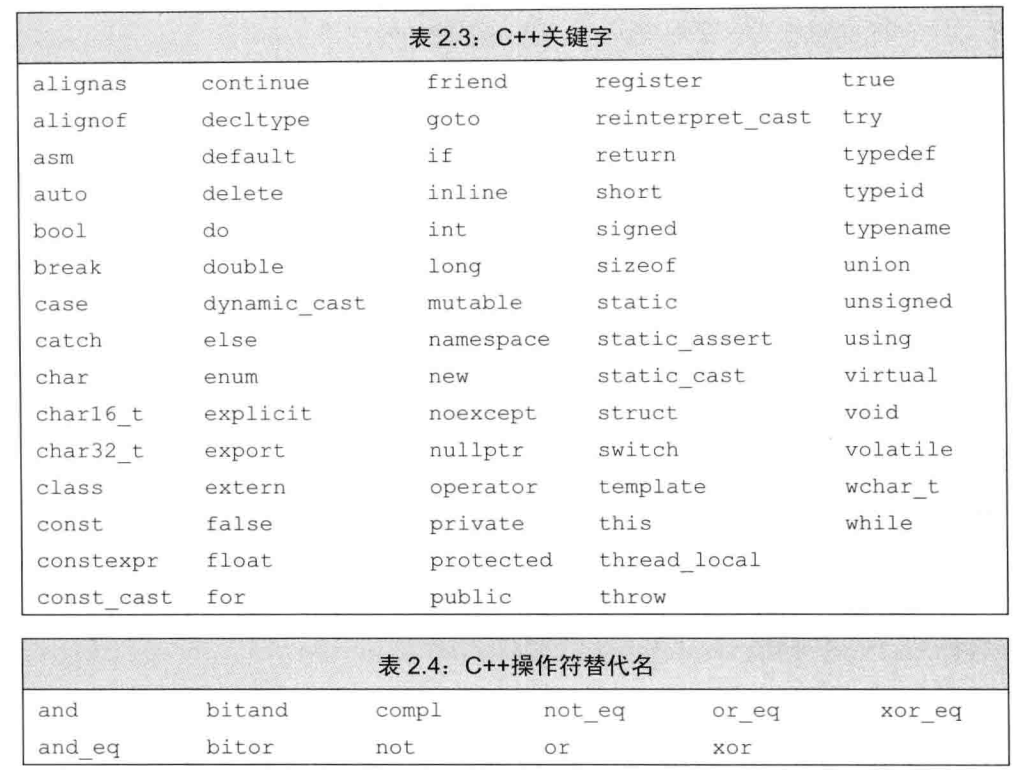 表 2.3：C++关键字
alignas continue friend register true
alignof decltype goto reinterpret_cast try
asm default if return typedef
auto delete inline short typeid
bool do int signed typename
break double long sizeof union
case dynamic_cast mutable static unsigned
catch else namespace static_assert using
char enum new static_cast virtual
char16_t explicit noexcept struct void
char32_t export nullptr switch volatile
class extern operator template wchar_t
const false private this while
constexpr float protected thread_local
const_cast for public throw
表 2.4：C++操作符替代名
and bitand compl not_eq or_eq xor_eq
and_eq bitor not or xor